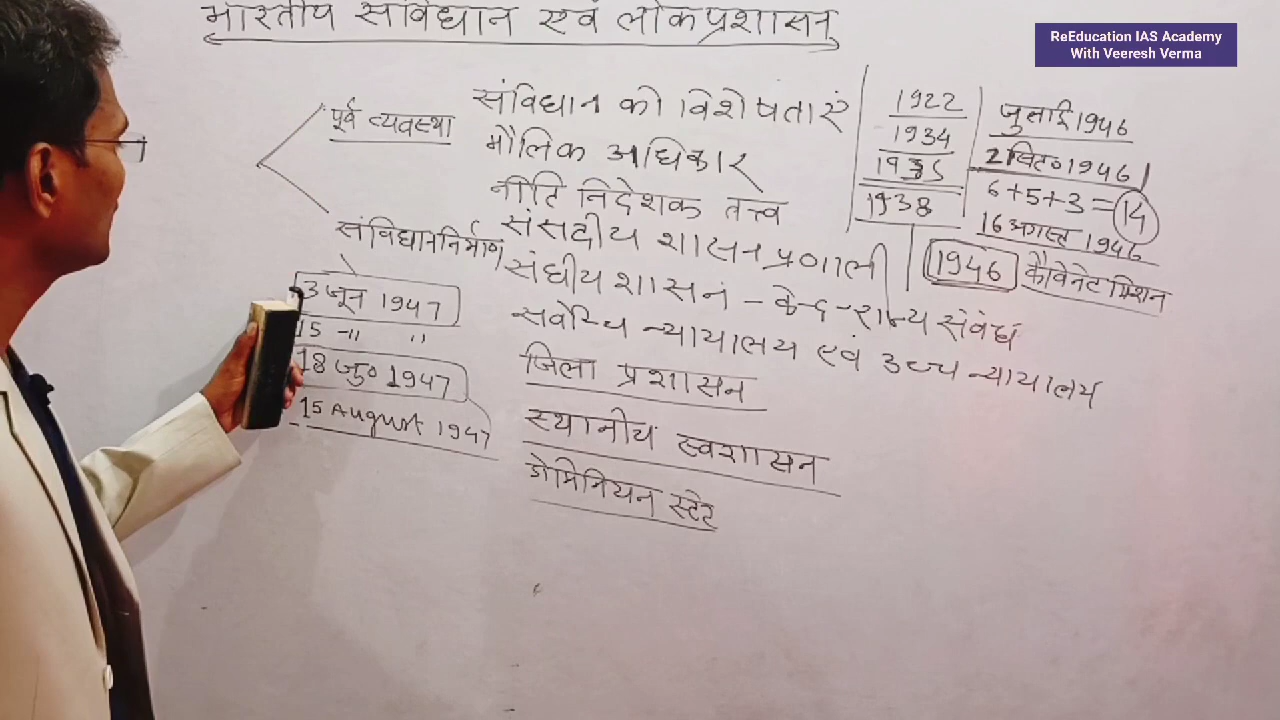 भारतीय संविधान एवं लोकप्रशासन
ReEducation IAS Academy
With Veeresh Verma
पूर्व व्यवस्था
संविधाननिर्माण
3 जून 1947
15 -॥ ॥
18 जु० 1947
15 August 1947
संविधान की विशेषताएं
मौलिक अधिकार
नीति निदेशक तत्त्व
संसदीय शासन प्रणाली
संघीय शासन - केन्द्र-राज्य संबंध
सर्वोच्च न्यायालय एवं उच्च न्यायालय
जिला प्रशासन
स्थानीय स्वशासन
डोमिनियन स्टेट
1922
1934
1935
1938
जुलाई 1946
2 सित० 1946
6+5+3=14
16 अगस्त 1946
1946 कैविनेट मिशन